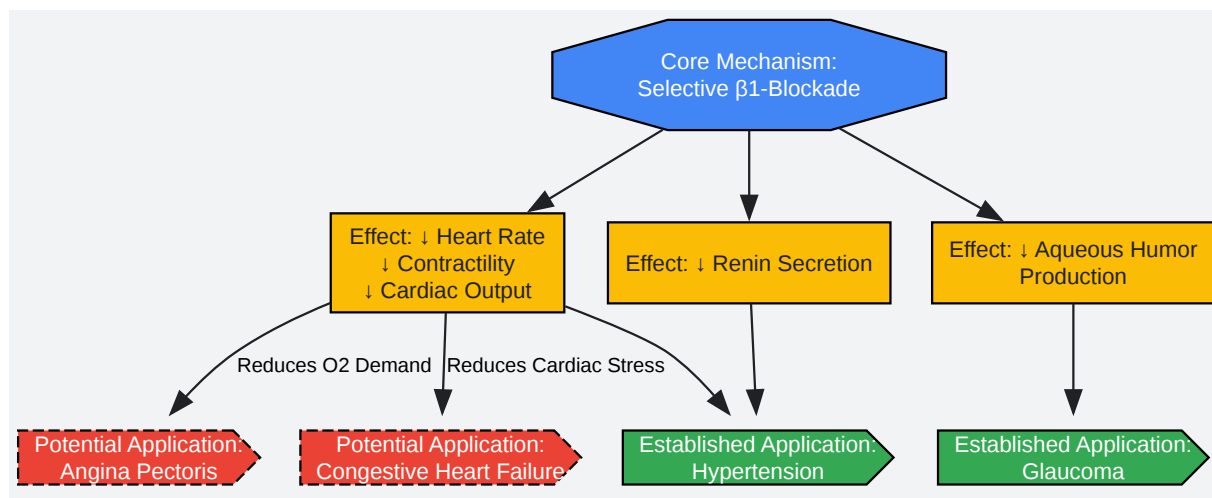 Core Mechanism:
Selective β1-Blockade
Effect: ↓ Heart Rate
↓ Contractility
↓ Cardiac Output
Effect: ↓ Renin Secretion
Effect: ↓ Aqueous Humor
Production
Reduces O2 Demand
Reduces Cardiac Stress
Potential Application:
Angina Pectoris
Potential Application:
Congestive Heart Failure
Established Application:
Hypertension
Established Application:
Glaucoma